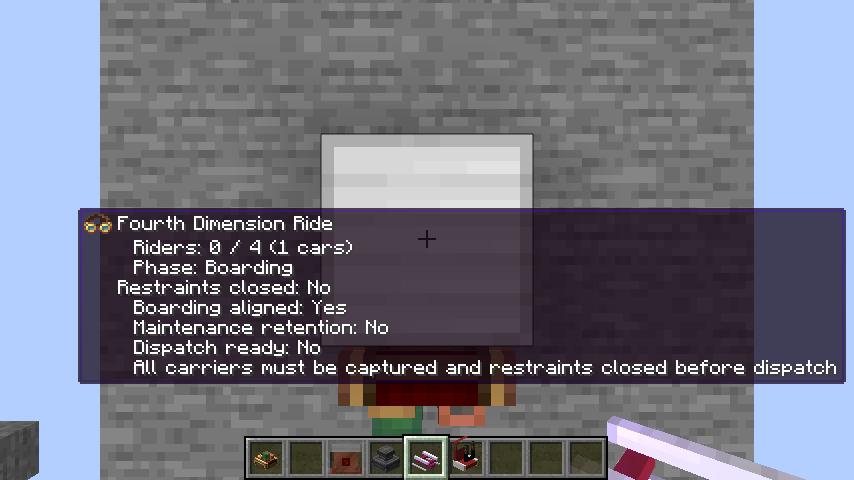 Fourth Dimension Ride
Riders: 0 / 4 (1 cars)
Phase: Boarding
Restraints closed: No
Boarding aligned: Yes
Maintenance retention: No
Dispatch ready: No
All carriers must be captured and restraints closed before dispatch